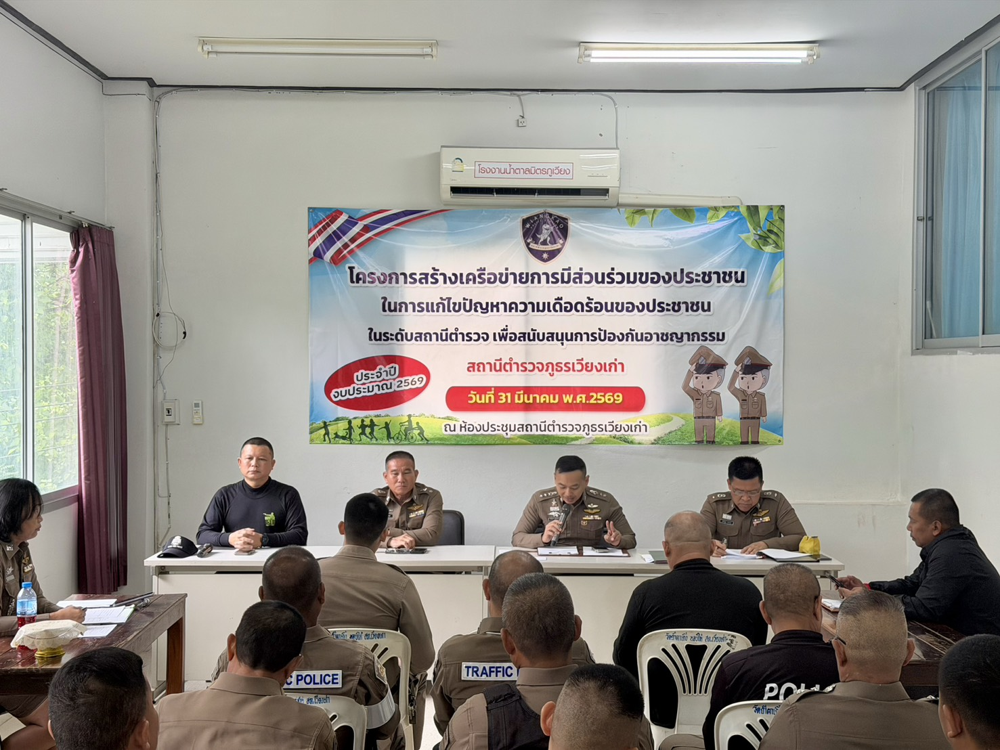 โรงงานน้ำตาลมิตรภูเวียง
WIANGKAO
โครงการสร้างเครือข่ายการมีส่วนร่วมของประชาชน
ในการแก้ไขปัญหาความเดือดร้อนของประชาชน
ในระดับสถานีตำรวจ เพื่อสนับสนุนการป้องกันอาชญากรรม
ประจำปี
งบประมาณ 2569
สถานีตำรวจภูธรเวียงเก่า
วันที่ 31 มีนาคม พ.ศ.2569
ณ ห้องประชุมสถานีตำรวจภูธรเวียงเก่า
C POLICE
TRAFFIC